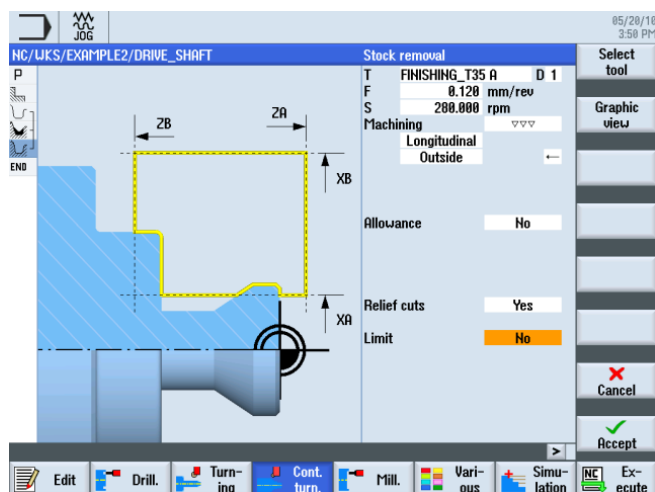 JOG
05/20/10
3:50 PM
NC/WKS/EXAMPLE2/DRIVE_SHAFT
Stock removal
Select
tool
P
END
ZB
ZA
XB
XA
T FINISHING_T35 A D 1
F 0.120 mm/rev
S 280.000 rpm
Machining ▽▽▽
Longitudinal
Outside ←
Allowance No
Relief cuts Yes
Limit No
Graphic
view
Cancel
Accept
>
Edit
Drill.
Turn-
ing
Cont.
turn.
Mill.
Vari-
ous
Simu-
lation
NC
Ex-
ecute